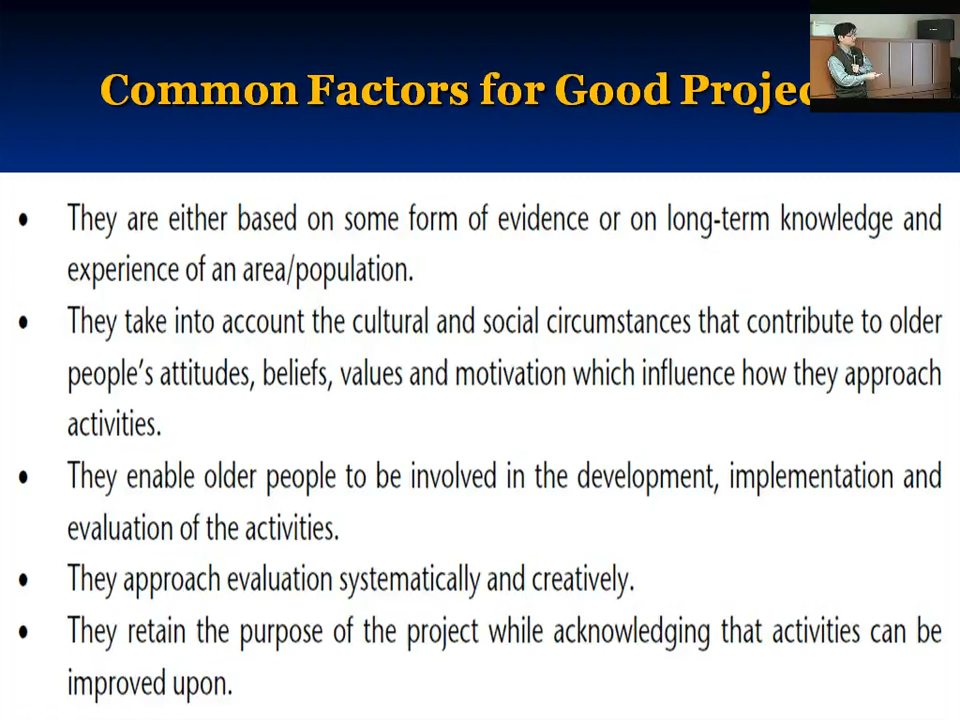 Common Factors for Good
• They are either based on some form of evidence or on long-term knowledge and
experience of an area/population.
• They take into account the cultural and social circumstances that contribute to older
people's attitudes, beliefs, values and motivation which influence how they approach
activities.
• They enable older people to be involved in the development, implementation and
evaluation of the activities.
• They approach evaluation systematically and creatively.
• They retain the purpose of the project while acknowledging that activities can be
improved upon.